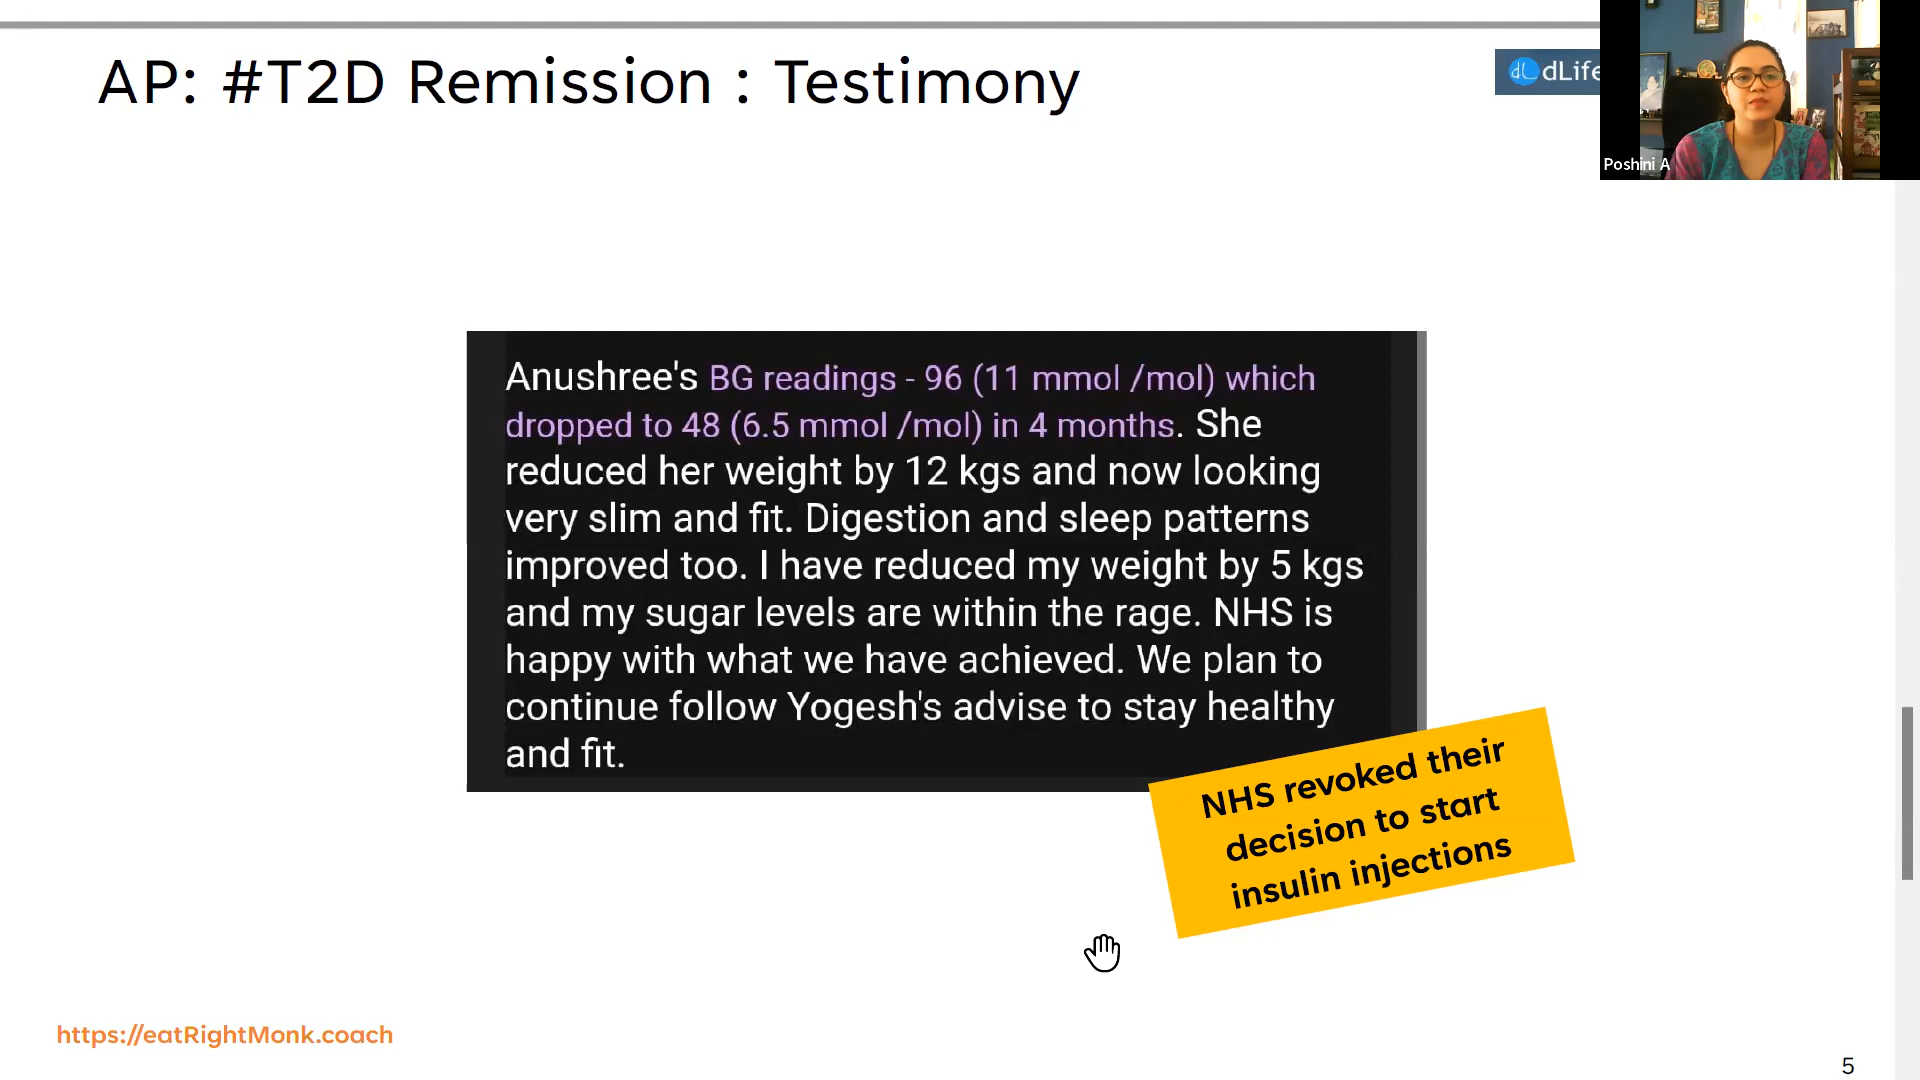 AP: #T2D Remission : Testimony
dL dLife
Poshini A
Anushree's BG readings - 96 (11 mmol /mol) which
dropped to 48 (6.5 mmol /mol) in 4 months. She
reduced her weight by 12 kgs and now looking
very slim and fit. Digestion and sleep patterns
improved too. I have reduced my weight by 5 kgs
and my sugar levels are within the rage. NHS is
happy with what we have achieved. We plan to
continue follow Yogesh's advise to stay healthy
and fit.
NHS revoked their
decision to start
insulin injections
https://eatRightMonk.coach
5